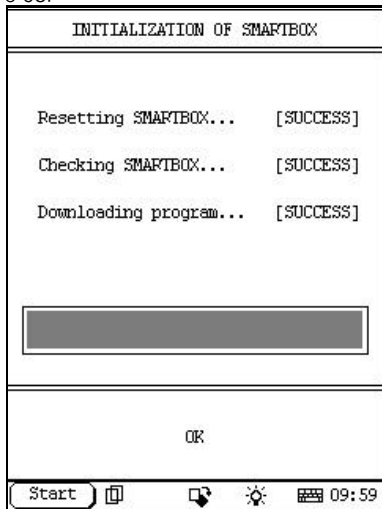 INITIALIZATION OF SMARTBOX
Resetting SMARTBOX... [SUCCESS]
Checking SMARTBOX... [SUCCESS]
Downloading program... [SUCCESS]
OK
Start 09:59